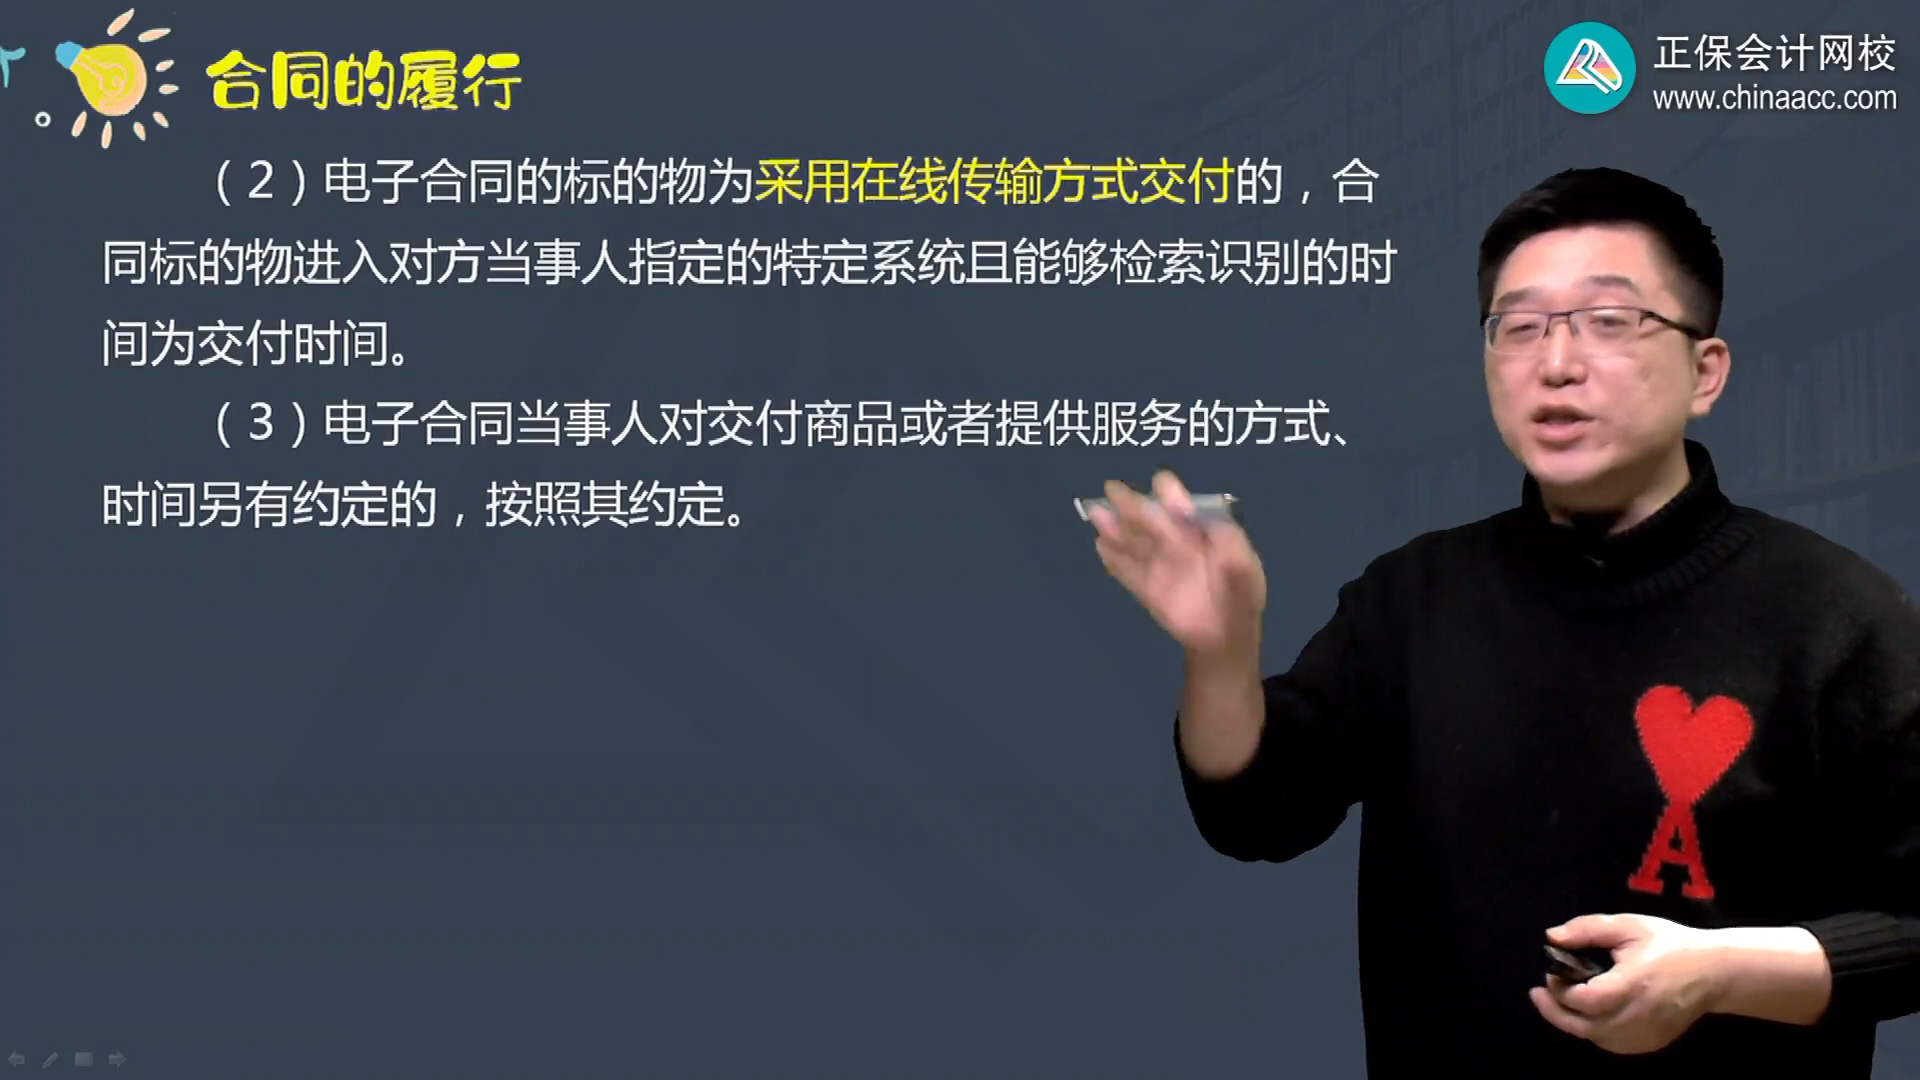 合同的履行
正保会计网校
www.chinaacc.com
（2）电子合同的标的物为采用在线传输方式交付的，合
同标的物进入对方当事人指定的特定系统且能够检索识别的时
间为交付时间。
（3）电子合同当事人对交付商品或者提供服务的方式、
时间另有约定的，按照其约定。
A